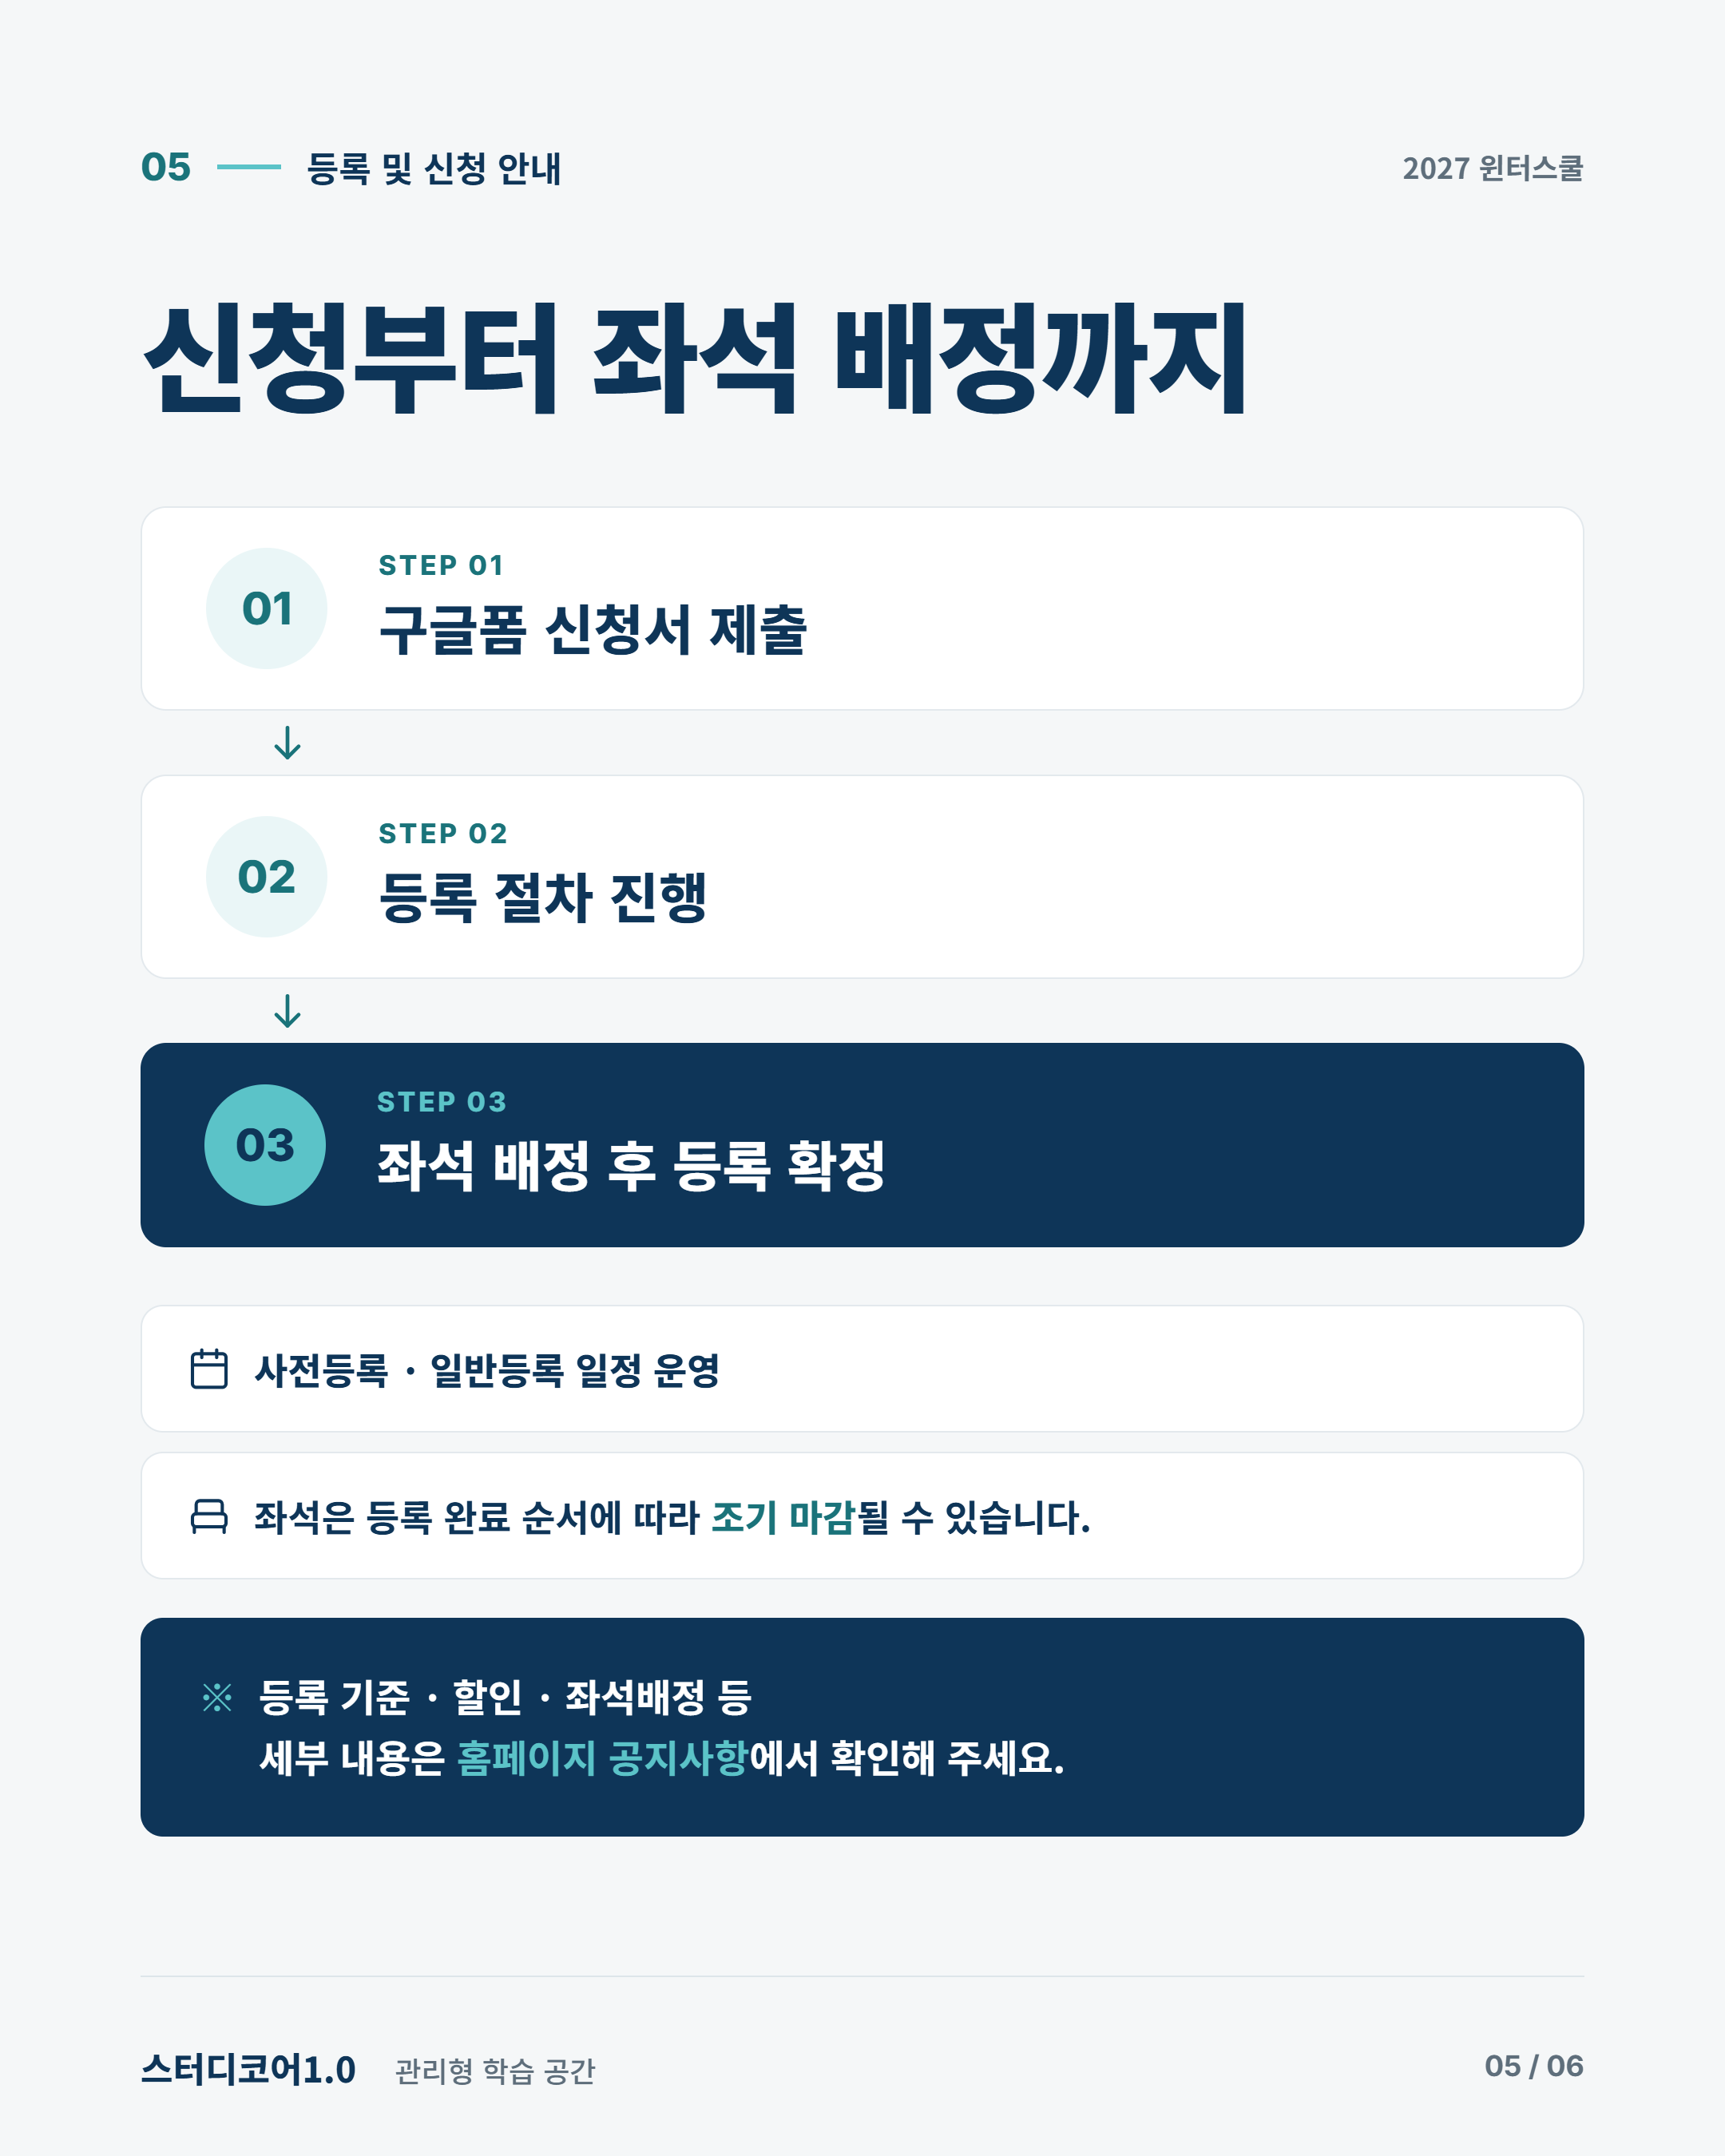 05 등록 및 신청 안내
2027 윈터스쿨
신청부터 좌석 배정까지
01
STEP 01
구글폼 신청서 제출
02
STEP 02
등록 절차 진행
03
STEP 03
좌석 배정 후 등록 확정
사전등록 · 일반등록 일정 운영
좌석은 등록 완료 순서에 따라 조기 마감될 수 있습니다.
※ 등록 기준 · 할인 · 좌석배정 등
세부 내용은 홈페이지 공지사항에서 확인해 주세요.
스터디코어1.0 관리형 학습 공간
05 / 06